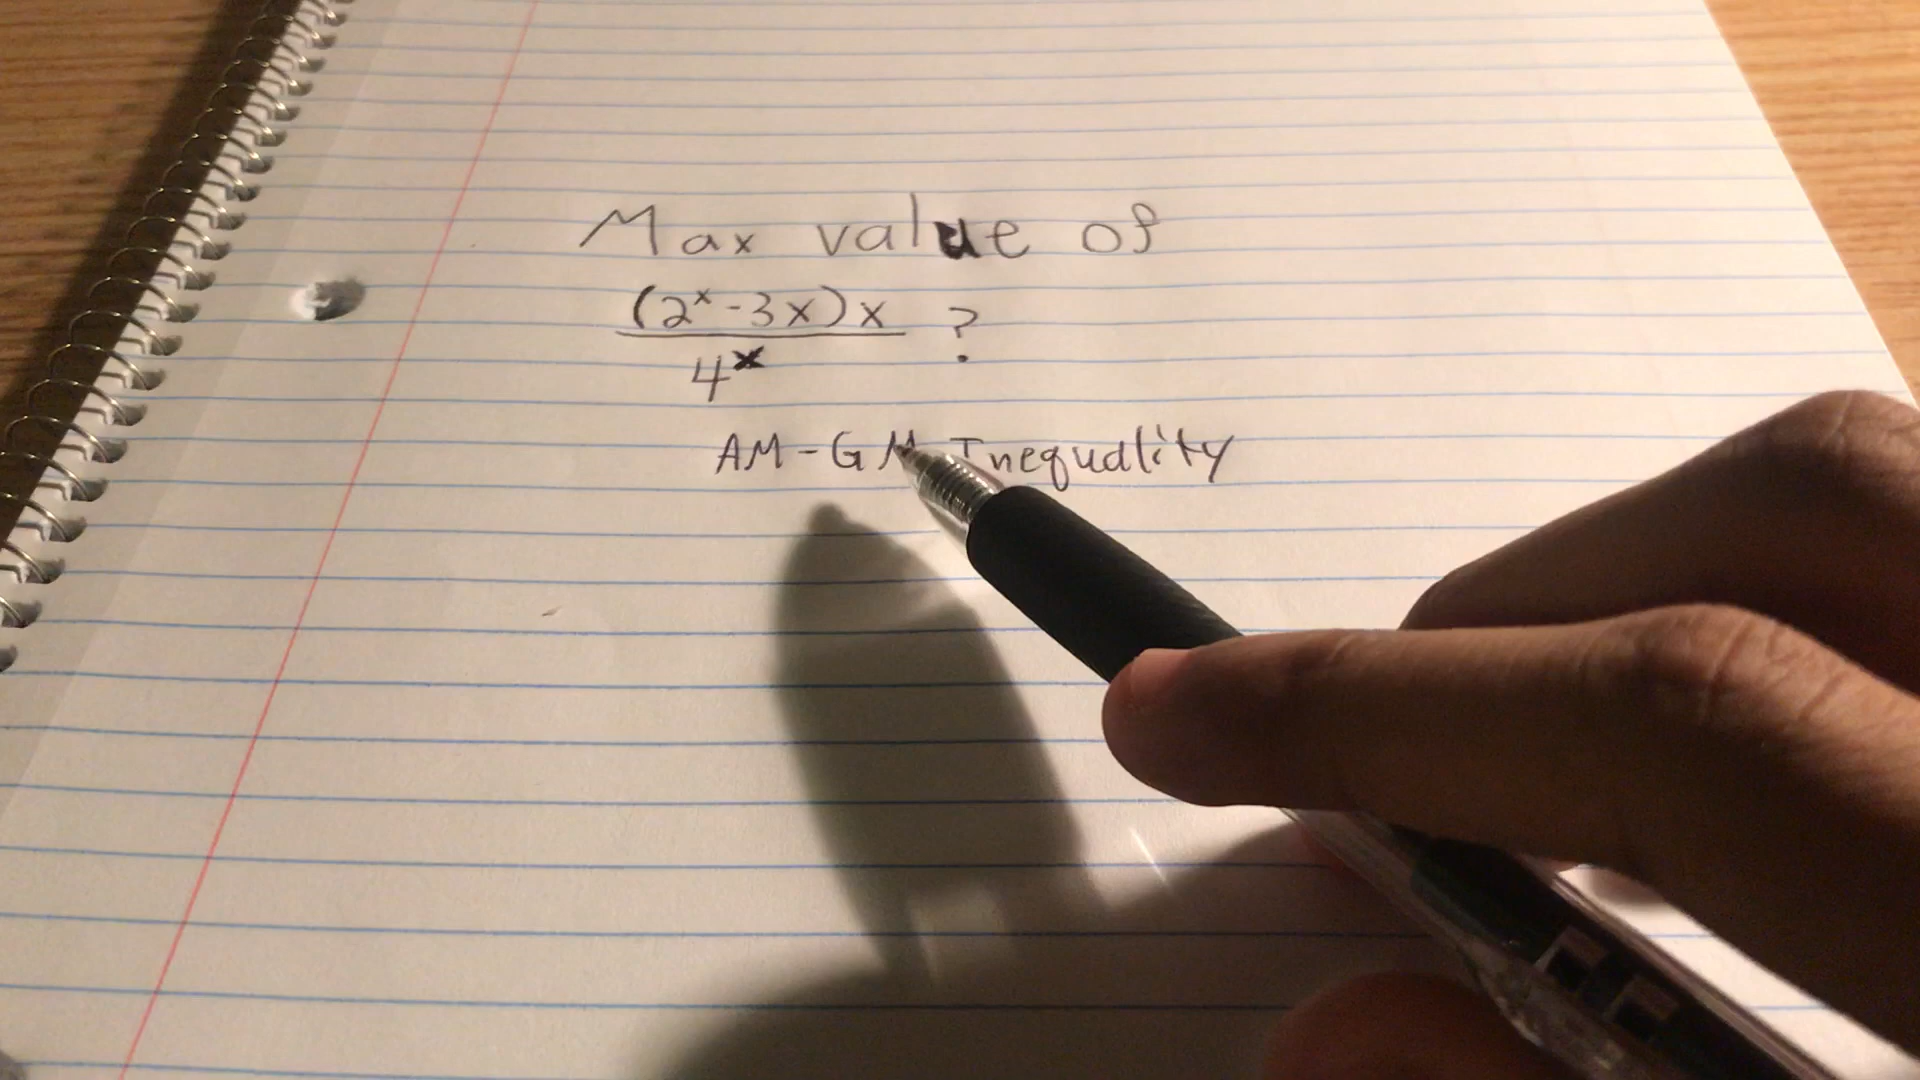 Max value of
(2^x - 3x)x / 4^x ?
AM-GM Inequality